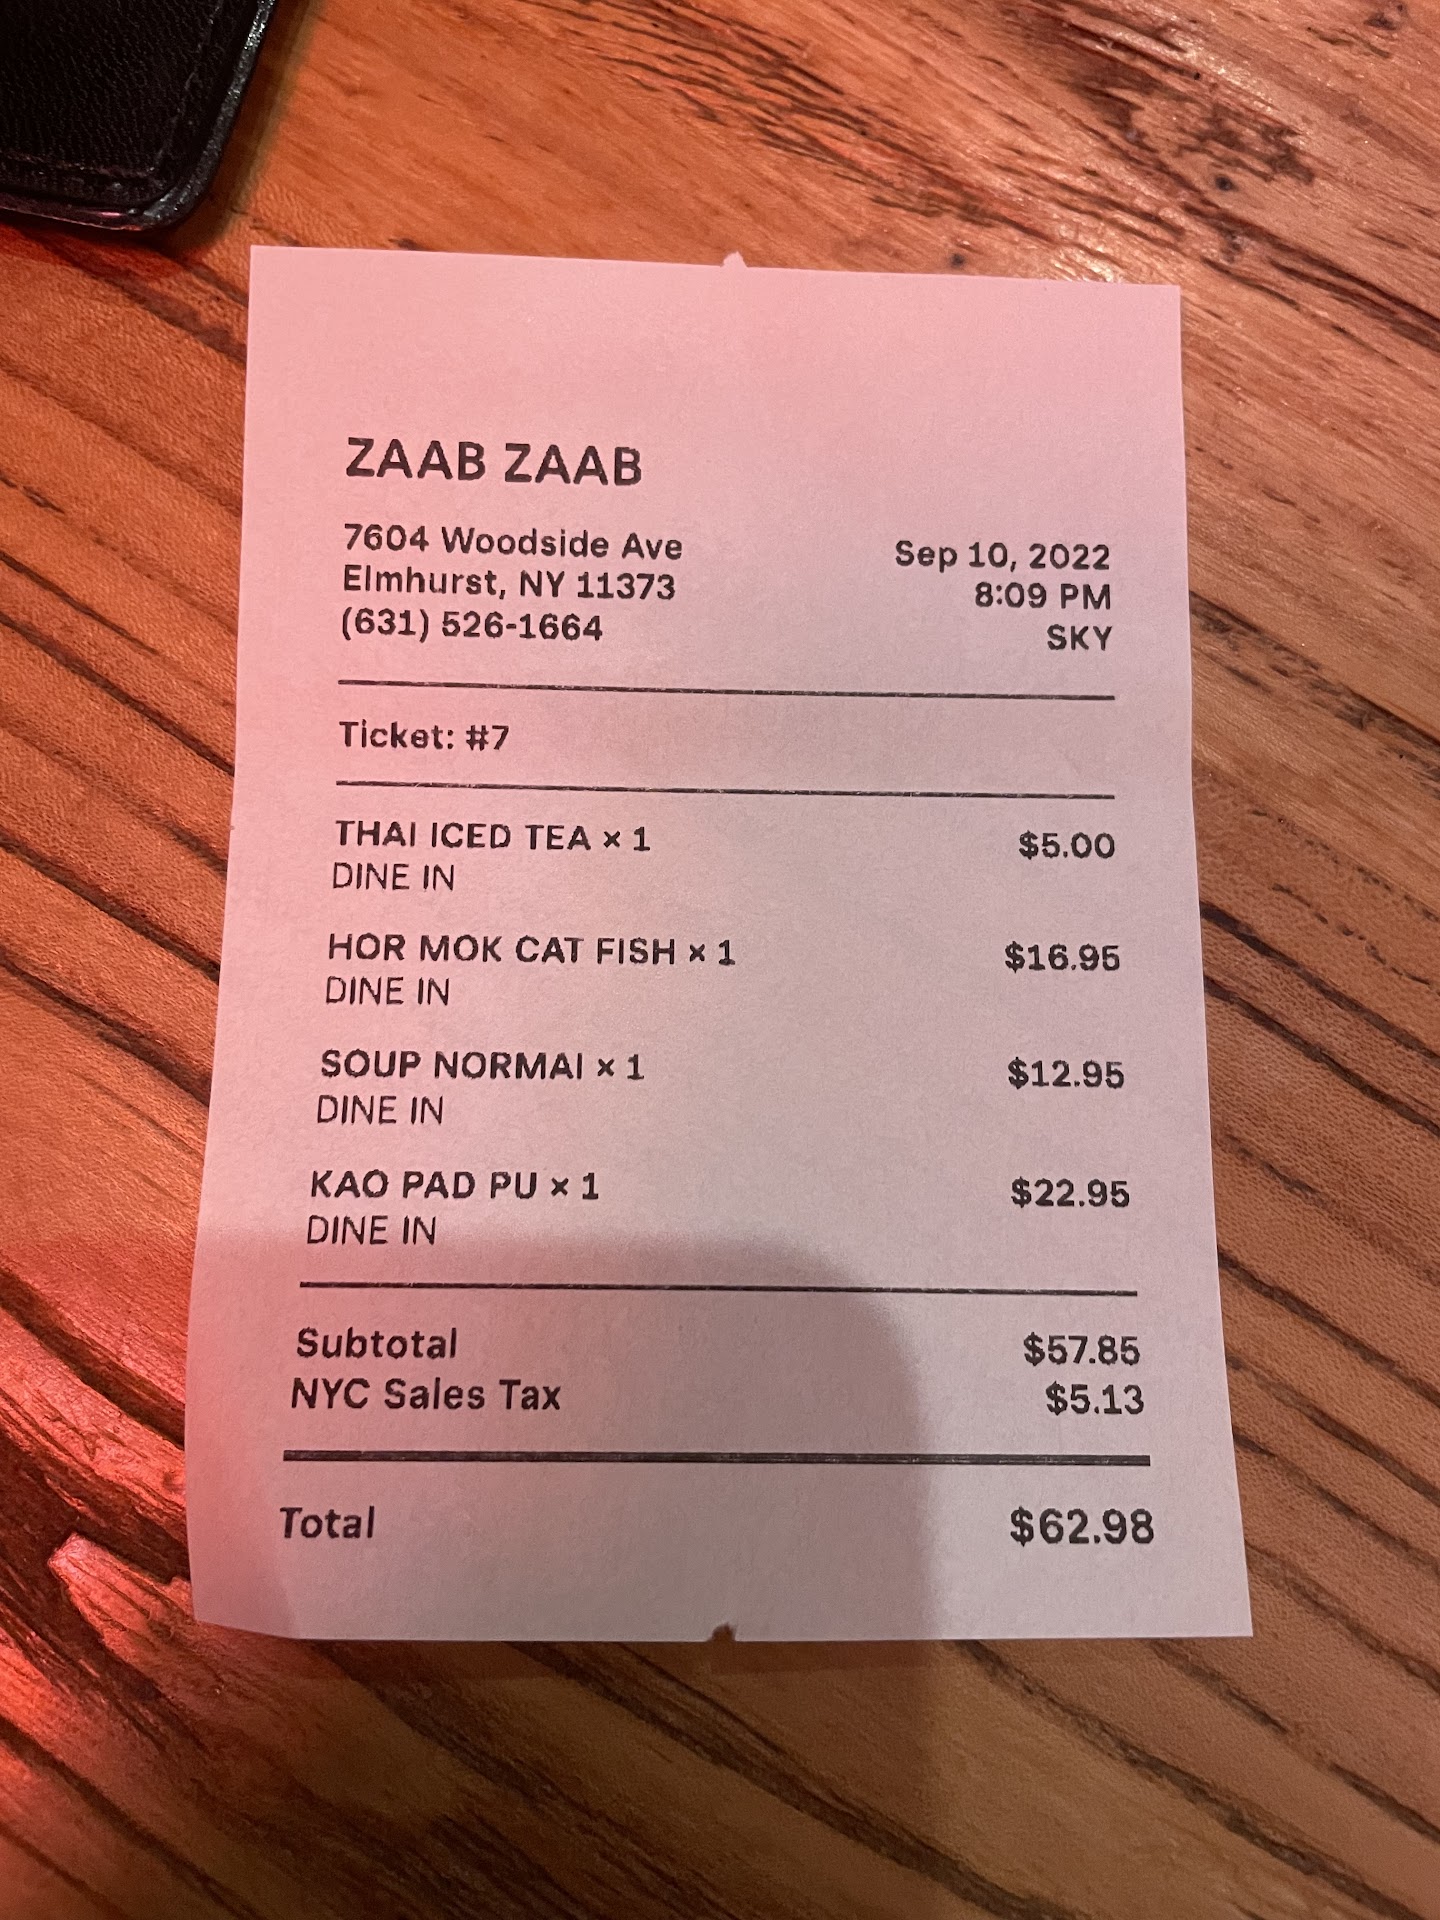 ZAAB ZAAB
7604 Woodside Ave
Elmhurst, NY 11373
(631) 526-1664
Sep 10, 2022
8:09 PM
SKY
Ticket: #7
THAI ICED TEA × 1 $5.00
DINE IN
HOR MOK CAT FISH × 1 $16.95
DINE IN
SOUP NORMAI × 1 $12.95
DINE IN
KAO PAD PU × 1 $22.95
DINE IN
Subtotal $57.85
NYC Sales Tax $5.13
Total $62.98